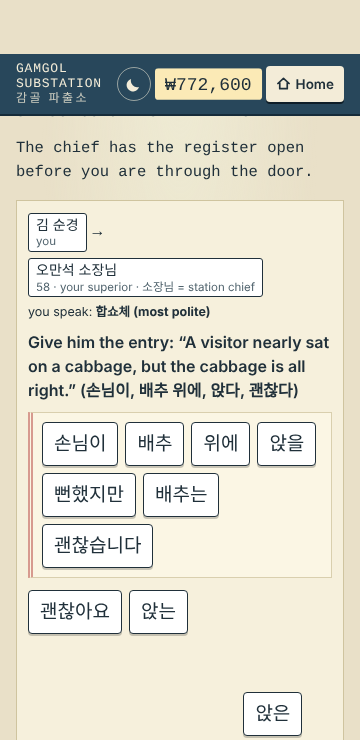 GAMGOL
SUBSTATION
감골 파출소
₩772,600
Home
The chief has the register open
before you are through the door.
김 순경
you
→
오만석 소장님
58 · your superior · 소장님 = station chief
you speak: 합쇼체 (most polite)
Give him the entry: “A visitor nearly sat
on a cabbage, but the cabbage is all
right.” (손님이, 배추 위에, 앉다, 괜찮다)
손님이 배추 위에 앉을
뻔했지만 배추는
괜찮습니다
괜찮아요 앉는
앉은